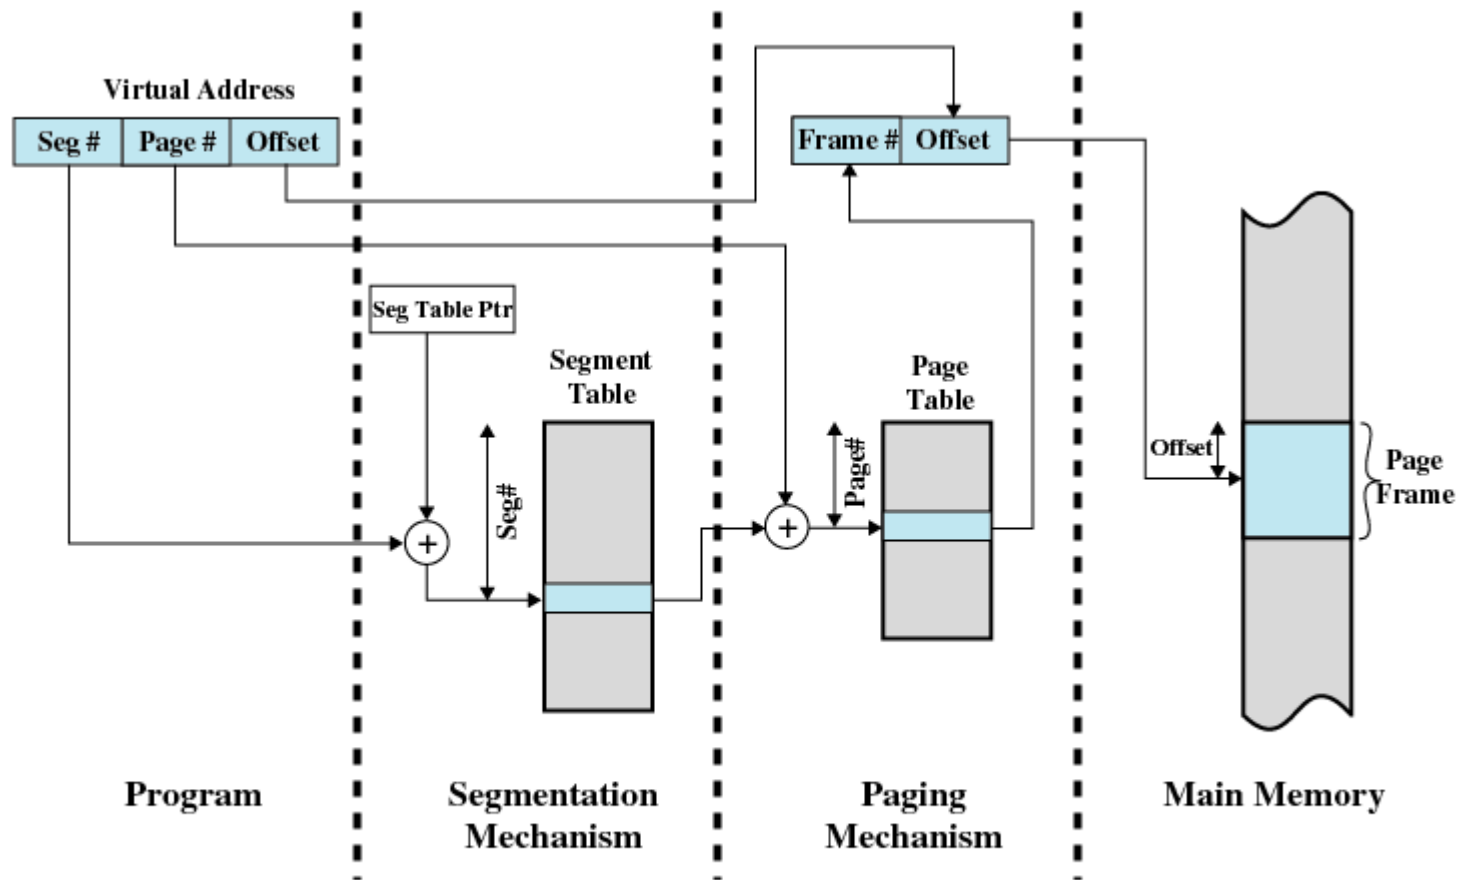 Virtual Address
Seg # Page # Offset
Frame # Offset
Seg Table Ptr
Segment
Table
Page
Table
Seg#
Page#
Offset
Page
Frame
+
+
Program
Segmentation
Mechanism
Paging
Mechanism
Main Memory